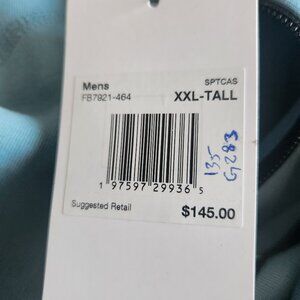 Mens
SPTCAS
FB7921-464
XXL-TALL
1 97597 29936 5
135
G283
Suggested Retail
$145.00